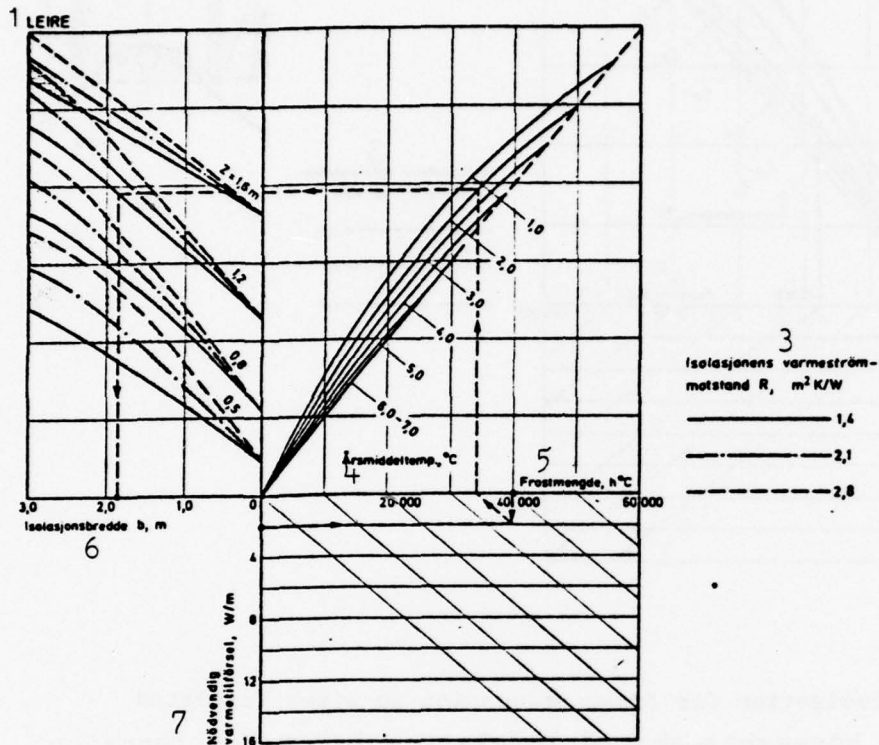 1 LEIRE
Z = 1,6 m
1,2
0,8
0,5
1,0
2,0
3,0
4,0
5,0
6,0-7,0
3
Isolasjonens varmeström-
motstand R, m² K/W
1,4
2,1
2,8
Årsmiddeltemp., °C
4
5
Frostmengde, h°C
3,0 2,0 1,0 0 20 000 40 000 60 000
Isolasjonsbredde b, m
6
4
8
12
16
Nödvendig
varmetilförsel, W/m
7